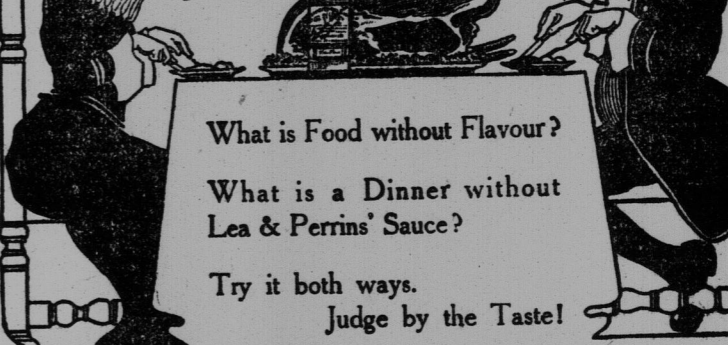 What is Food without Flavour?
What is a Dinner without
Lea & Perrins' Sauce?
Try it both ways.
Judge by the Taste!